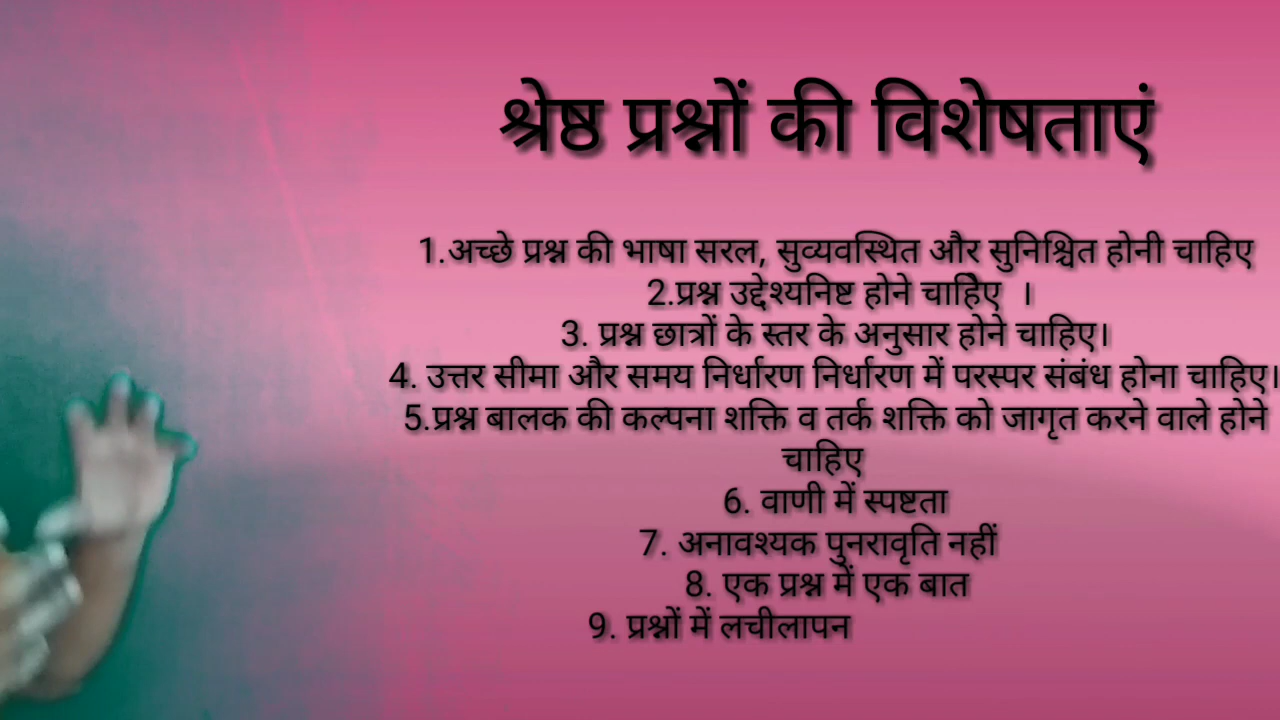 श्रेष्ठ प्रश्नों की विशेषताएं
1.अच्छे प्रश्न की भाषा सरल, सुव्यवस्थित और सुनिश्चित होनी चाहिए
2.प्रश्न उद्देश्यनिष्ट होने चाहिए ।
3. प्रश्न छात्रों के स्तर के अनुसार होने चाहिए।
4. उत्तर सीमा और समय निर्धारण निर्धारण में परस्पर संबंध होना चाहिए।
5.प्रश्न बालक की कल्पना शक्ति व तर्क शक्ति को जागृत करने वाले होने
चाहिए
6. वाणी में स्पष्टता
7. अनावश्यक पुनरावृति नहीं
8. एक प्रश्न में एक बात
9. प्रश्नों में लचीलापन